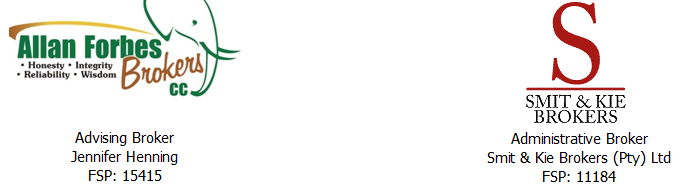 Allan Forbes
• Honesty • Integrity
• Reliability • Wisdom
Brokers
CC
Advising Broker
Jennifer Henning
FSP: 15415
S
SMIT & KIE
BROKERS
Administrative Broker
Smit & Kie Brokers (Pty) Ltd
FSP: 11184